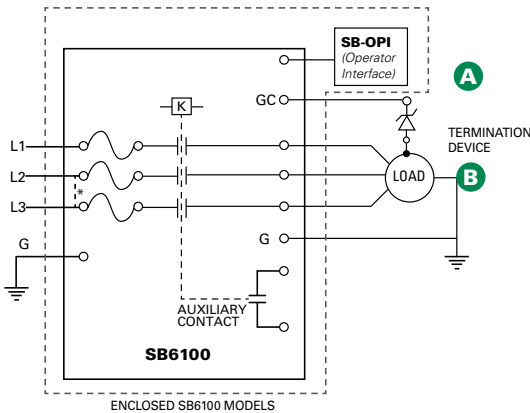 SB-OPI
(Operator
Interface)
A
GC
K
TERMINATION
DEVICE
L1
L2
*
L3
LOAD
B
G
G
AUXILIARY
CONTACT
SB6100
ENCLOSED SB6100 MODELS